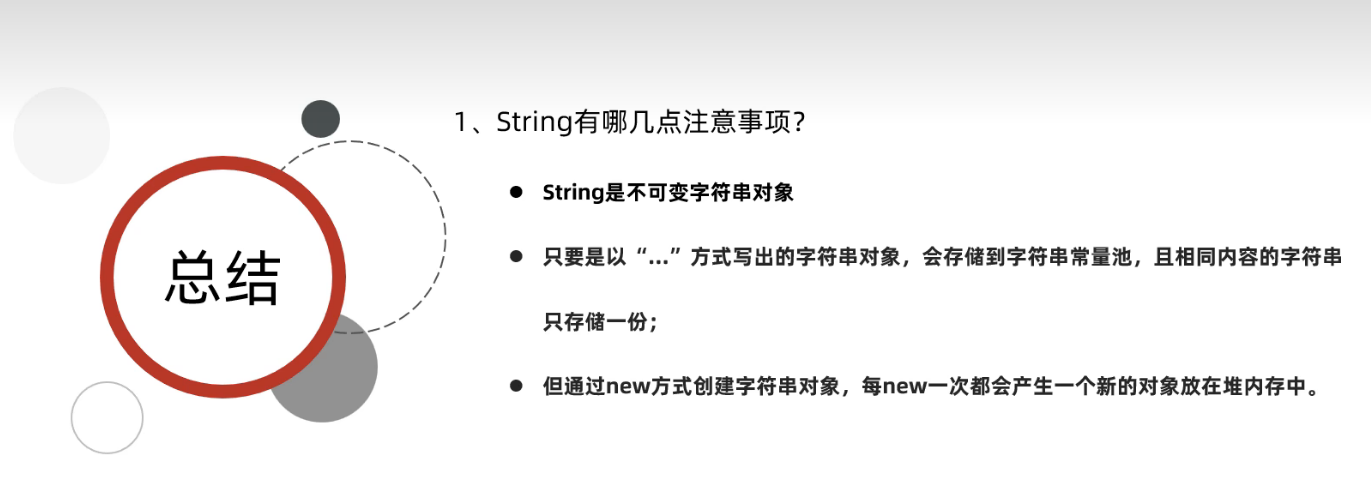 总结
1、String有哪几点注意事项？
● String是不可变字符串对象
● 只要是以“...”方式写出的字符串对象，会存储到字符串常量池，且相同内容的字符串
只存储一份；
● 但通过new方式创建字符串对象，每new一次都会产生一个新的对象放在堆内存中。